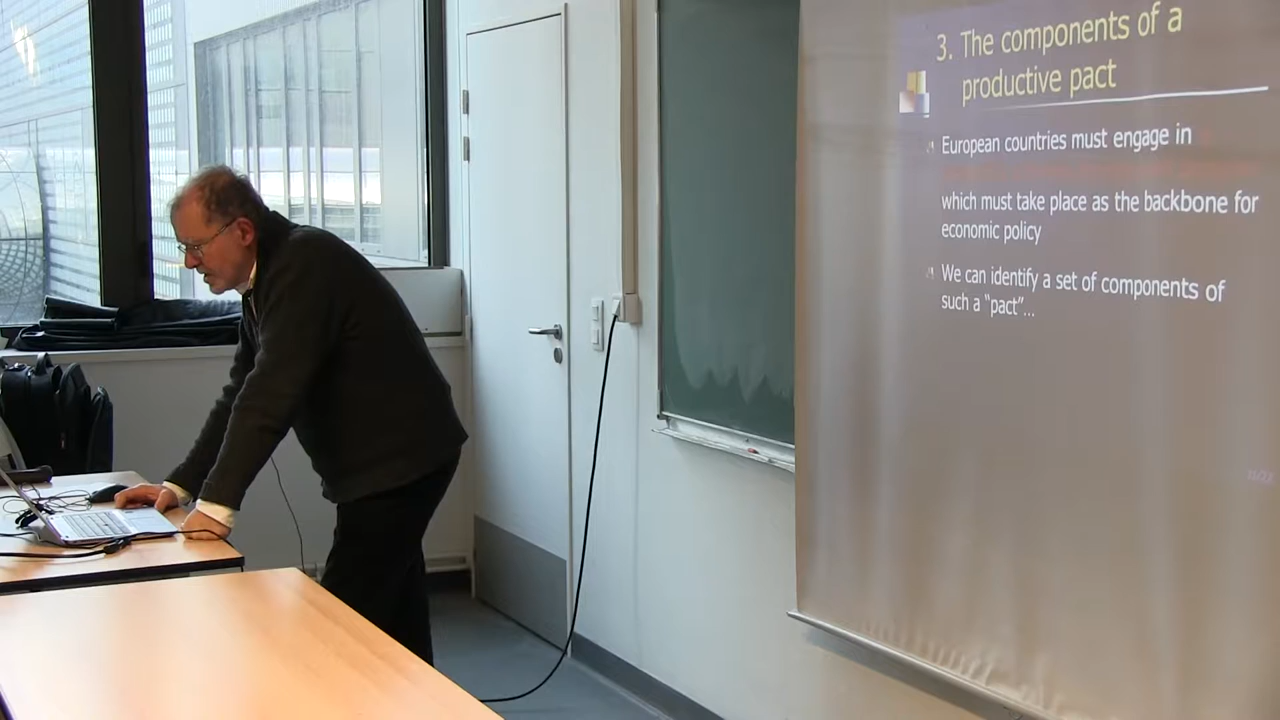 3. The components of a
productive pact
European countries must engage in
which must take place as the backbone for
economic policy
We can identify a set of components of
such a “pact”...